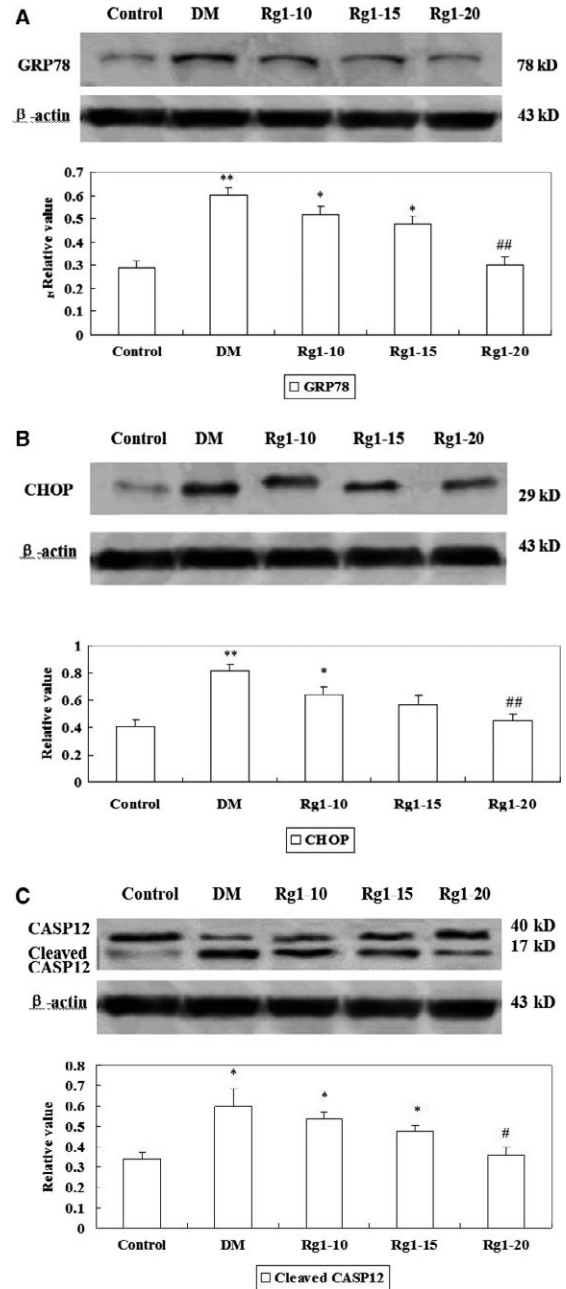 A
Control DM Rg1-10 Rg1-15 Rg1-20
GRP78 78 kD
β-actin 43 kD
Relative value
0.7
0.6
0.5
0.4
0.3
0.2
0.1
0
** * * ##
Control DM Rg1-10 Rg1-15 Rg1-20
GRP78
B
Control DM Rg1-10 Rg1-15 Rg1-20
CHOP 29 kD
β-actin 43 kD
Relative value
1
0.8
0.6
0.4
0.2
0
** * ##
Control DM Rg1-10 Rg1-15 Rg1-20
CHOP
C
Control DM Rg1-10 Rg1-15 Rg1-20
CASP12 40 kD
Cleaved 17 kD
CASP12
β-actin 43 kD
Relative value
0.8
0.7
0.6
0.5
0.4
0.3
0.2
0.1
0
* * * #
Control DM Rg1-10 Rg1-15 Rg1-20
Cleaved CASP12